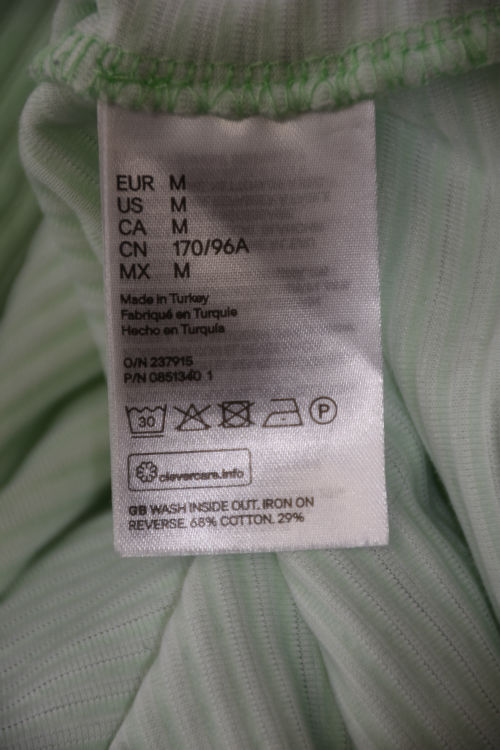 EUR M
US M
CA M
CN 170/96A
MX M
Made in Turkey
Fabriqué en Turquie
Hecho en Turquía
O/N 237915
P/N 0851340 1
30
P
clevercare.info
GB WASH INSIDE OUT. IRON ON
REVERSE. 68% COTTON. 29%